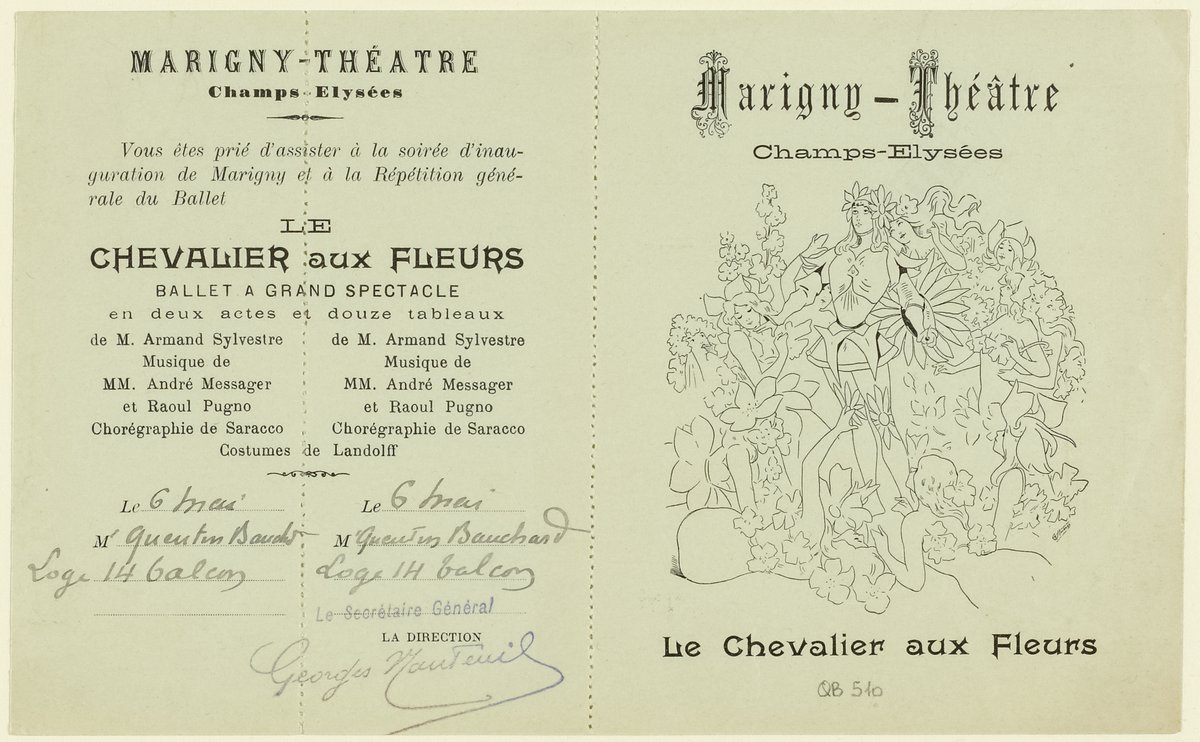 MARIGNY-THÉATRE
Champs-Elysées
Vous êtes prié d'assister à la soirée d'inau-
guration de Marigny et à la Répétition géné-
rale du Ballet
LE
CHEVALIER aux FLEURS
BALLET A GRAND SPECTACLE
en deux actes et douze tableaux
de M. Armand Sylvestre
Musique de
MM. André Messager
et Raoul Pugno
Chorégraphie de Saracco
de M. Armand Sylvestre
Musique de
MM. André Messager
et Raoul Pugno
Chorégraphie de Saracco
Costumes de Landolff
Le 6 mai
Mr Quentin
Loge 14 balcon
Le 6 mai
M Quentin Bauchard
Loge 14 balcon
Le Secrétaire Général
LA DIRECTION
Georges Nanteuil
Marigny-Théâtre
Champs-Elysées
Le Chevalier aux Fleurs
QB 510